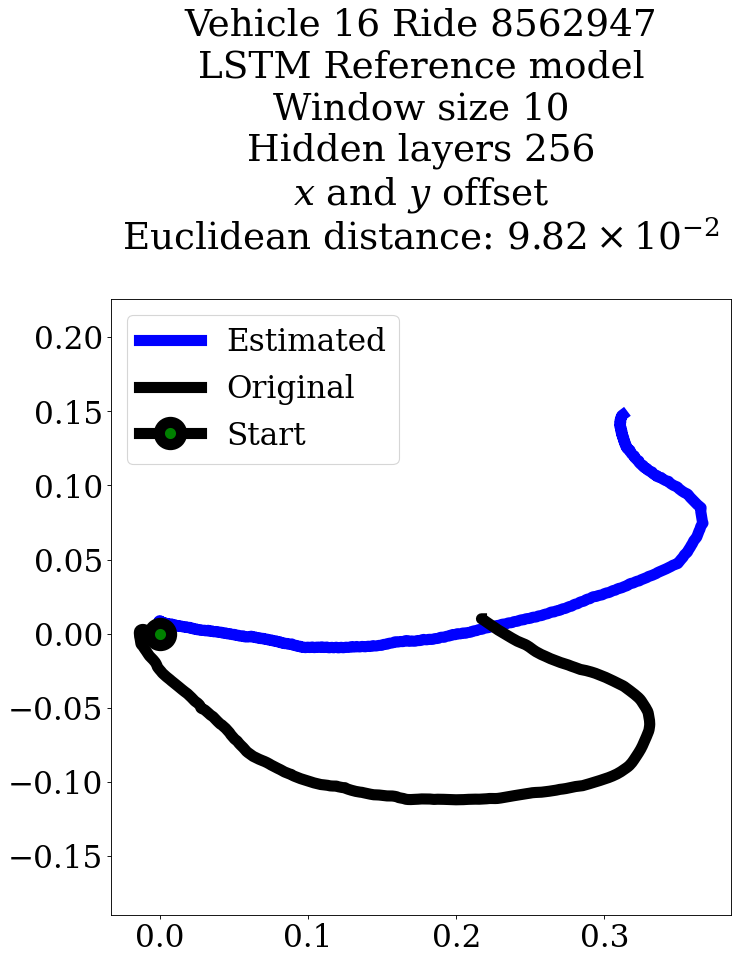 Vehicle 16 Ride 8562947
LSTM Reference model
Window size 10
Hidden layers 256
x and y offset
Euclidean distance: 9.82 × 10⁻²
Estimated
Original
Start
0.20
0.15
0.10
0.05
0.00
−0.05
−0.10
−0.15
0.0 0.1 0.2 0.3